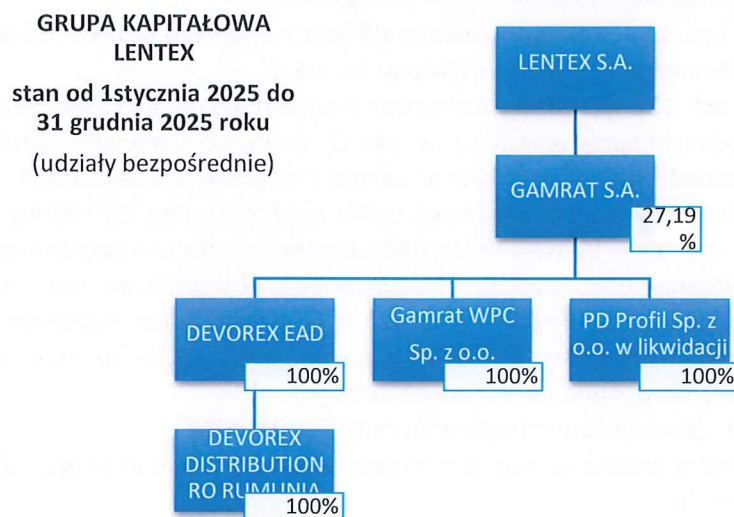 GRUPA KAPITAŁOWA
LENTEX
stan od 1stycznia 2025 do
31 grudnia 2025 roku
(udziały bezpośrednie)
LENTEX S.A.
GAMRAT S.A.
27,19
%
DEVOREX EAD
100%
Gamrat WPC
Sp. z o.o.
100%
PD Profil Sp. z
o.o. w likwidacji
100%
DEVOREX
DISTRIBUTION
RO RUMUNIA
100%